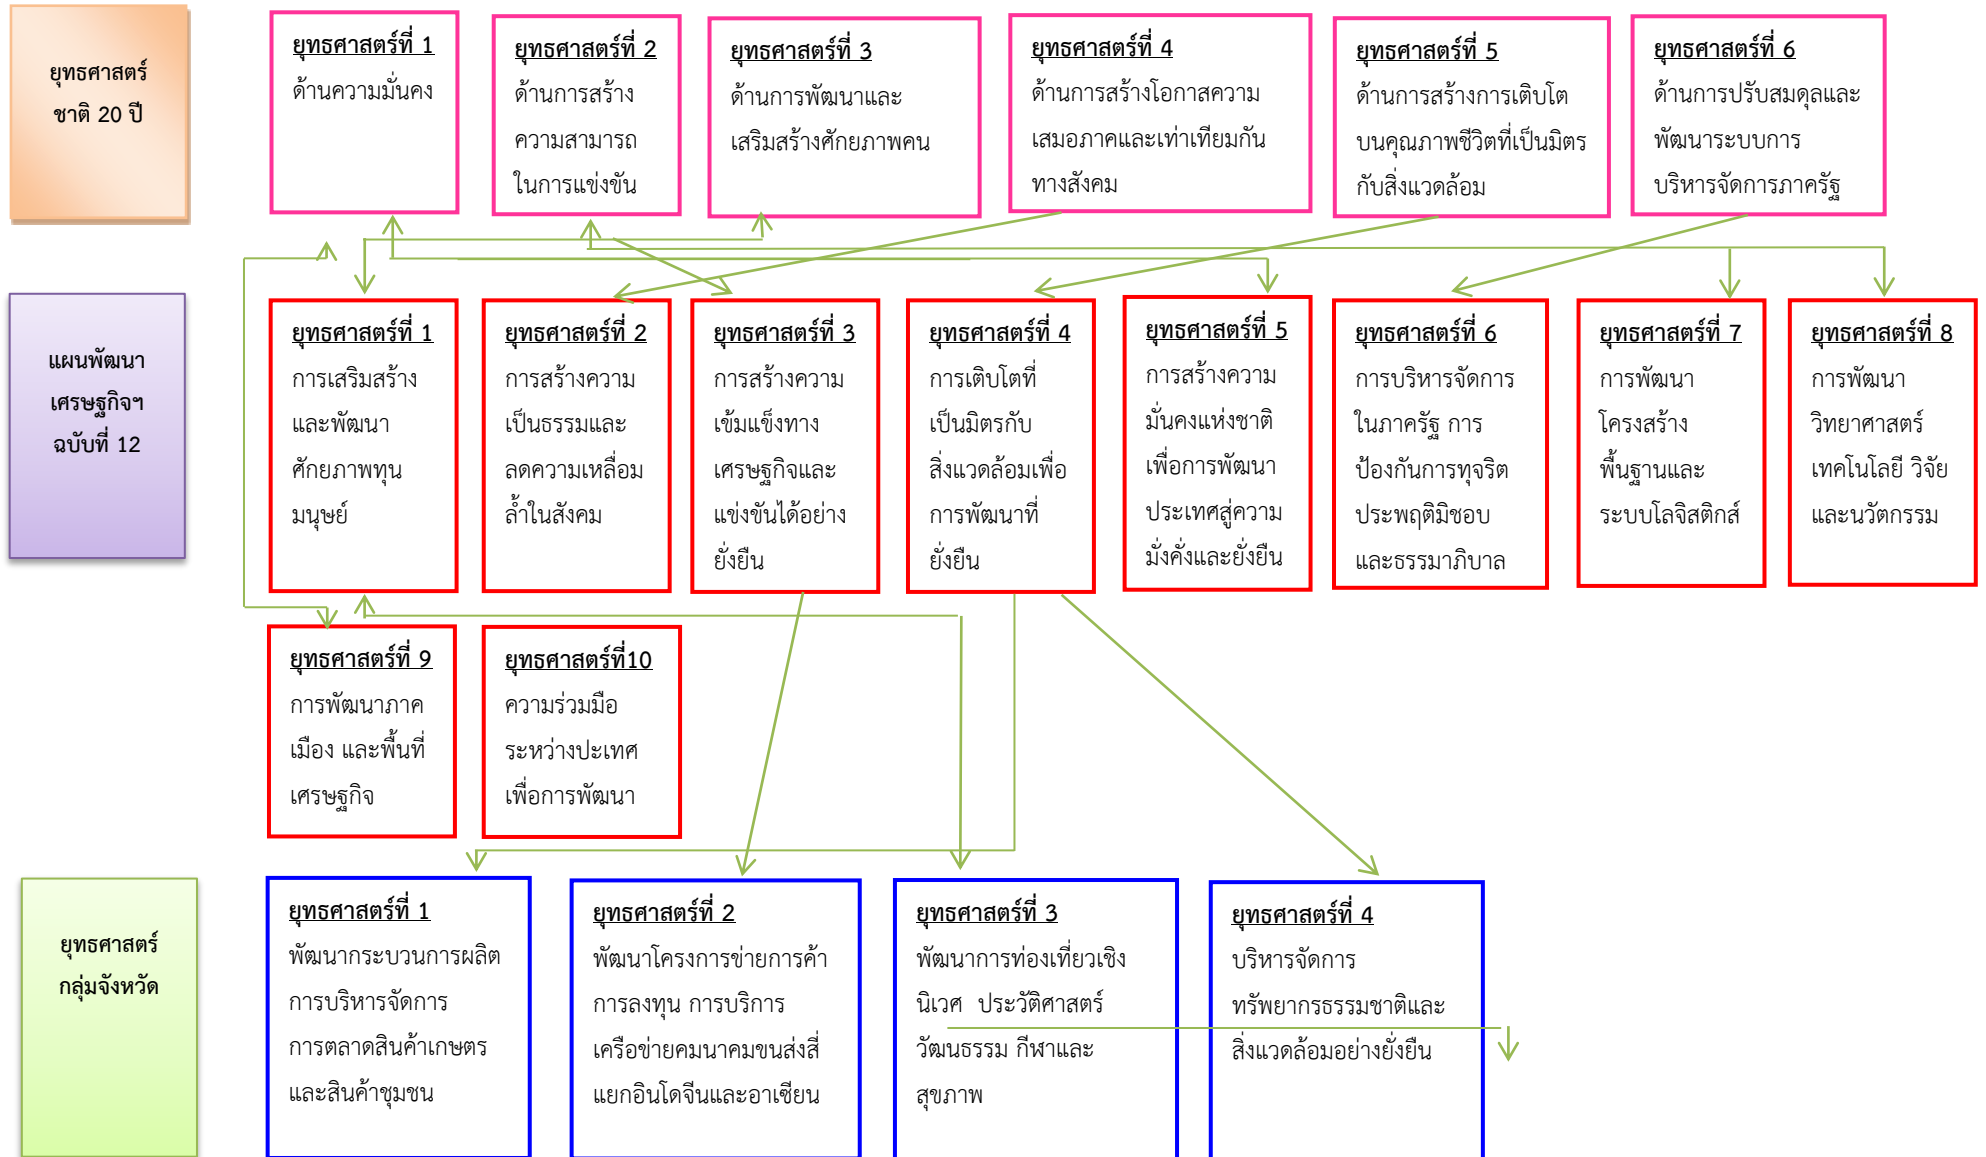 ยุทธศาสตร์
ชาติ 20 ปี
ยุทธศาสตร์ที่ 1
ด้านความมั่นคง
ยุทธศาสตร์ที่ 2
ด้านการสร้าง
ความสามารถ
ในการแข่งขัน
ยุทธศาสตร์ที่ 3
ด้านการพัฒนาและ
เสริมสร้างศักยภาพคน
ยุทธศาสตร์ที่ 4
ด้านการสร้างโอกาสความ
เสมอภาคและเท่าเทียมกัน
ทางสังคม
ยุทธศาสตร์ที่ 5
ด้านการสร้างการเติบโต
บนคุณภาพชีวิตที่เป็นมิตร
กับสิ่งแวดล้อม
ยุทธศาสตร์ที่ 6
ด้านการปรับสมดุลและ
พัฒนาระบบการ
บริหารจัดการภาครัฐ
แผนพัฒนา
เศรษฐกิจฯ
ฉบับที่ 12
ยุทธศาสตร์ที่ 1
การเสริมสร้าง
และพัฒนา
ศักยภาพทุน
มนุษย์
ยุทธศาสตร์ที่ 2
การสร้างความ
เป็นธรรมและ
ลดความเหลื่อม
ล้ำในสังคม
ยุทธศาสตร์ที่ 3
การสร้างความ
เข้มแข็งทาง
เศรษฐกิจและ
แข่งขันได้อย่าง
ยั่งยืน
ยุทธศาสตร์ที่ 4
การเติบโตที่
เป็นมิตรกับ
สิ่งแวดล้อมเพื่อ
การพัฒนาที่
ยั่งยืน
ยุทธศาสตร์ที่ 5
การสร้างความ
มั่นคงแห่งชาติ
เพื่อการพัฒนา
ประเทศสู่ความ
มั่งคั่งและยั่งยืน
ยุทธศาสตร์ที่ 6
การบริหารจัดการ
ในภาครัฐ การ
ป้องกันการทุจริต
ประพฤติมิชอบ
และธรรมาภิบาล
ยุทธศาสตร์ที่ 7
การพัฒนา
โครงสร้าง
พื้นฐานและ
ระบบโลจิสติกส์
ยุทธศาสตร์ที่ 8
การพัฒนา
วิทยาศาสตร์
เทคโนโลยี วิจัย
และนวัตกรรม
ยุทธศาสตร์ที่ 9
การพัฒนาภาค
เมือง และพื้นที่
เศรษฐกิจ
ยุทธศาสตร์ที่10
ความร่วมมือ
ระหว่างปะเทศ
เพื่อการพัฒนา
ยุทธศาสตร์
กลุ่มจังหวัด
ยุทธศาสตร์ที่ 1
พัฒนากระบวนการผลิต
การบริหารจัดการ
การตลาดสินค้าเกษตร
และสินค้าชุมชน
ยุทธศาสตร์ที่ 2
พัฒนาโครงการข่ายการค้า
การลงทุน การบริการ
เครือข่ายคมนาคมขนส่งสี่
แยกอินโดจีนและอาเซียน
ยุทธศาสตร์ที่ 3
พัฒนาการท่องเที่ยวเชิง
นิเวศ ประวัติศาสตร์
วัฒนธรรม กีฬาและ
สุขภาพ
ยุทธศาสตร์ที่ 4
บริหารจัดการ
ทรัพยากรธรรมชาติและ
สิ่งแวดล้อมอย่างยั่งยืน